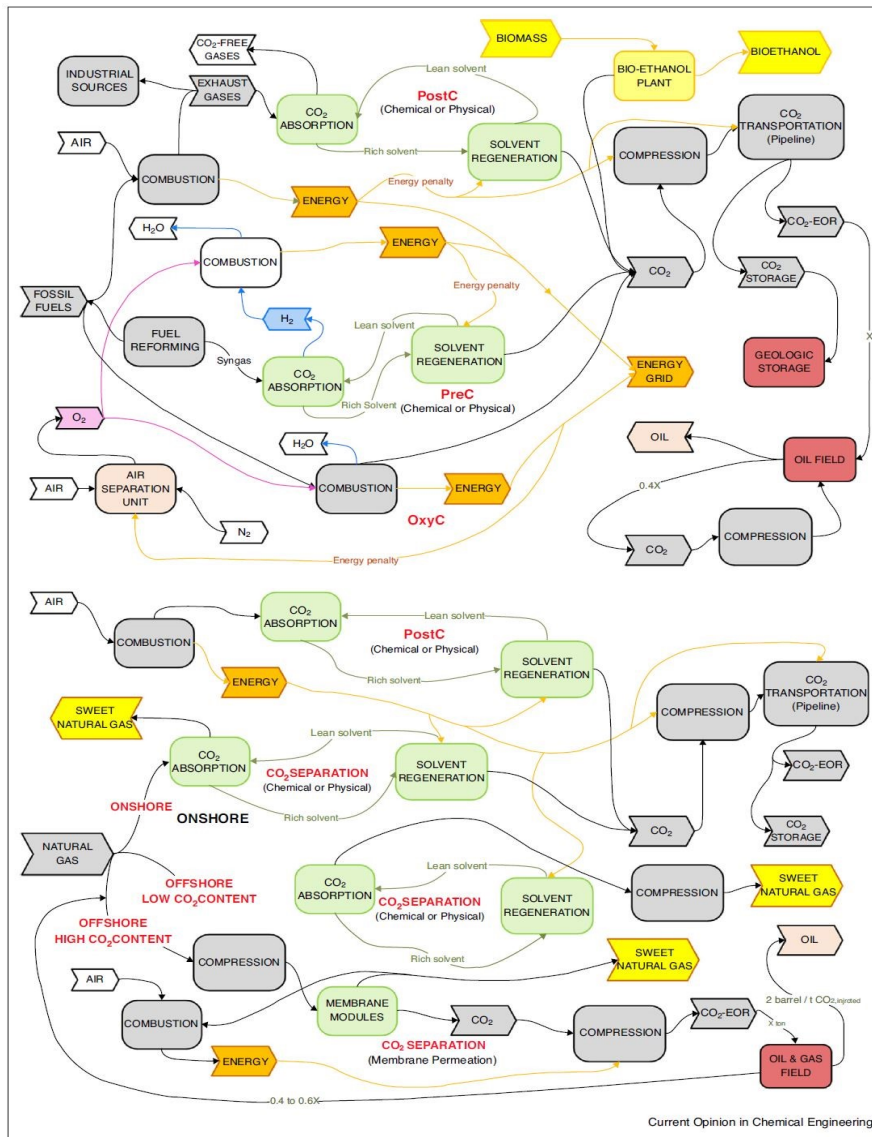 BIOMASS
BIOETHANOL
CO2-FREE
GASES
INDUSTRIAL
SOURCES
EXHAUST
GASES
Lean solvent
BIO-ETHANOL
PLANT
CO2
ABSORPTION
PostC
(Chemical or Physical)
CO2
TRANSPORTATION
(Pipeline)
AIR
Rich solvent
SOLVENT
REGENERATION
COMPRESSION
COMBUSTION
Energy penalty
ENERGY
H2O
CO2-EOR
COMBUSTION
ENERGY
CO2
CO2
STORAGE
FOSSIL
FUELS
Energy penalty
H2
Lean solvent
FUEL
REFORMING
SOLVENT
REGENERATION
X
Syngas
CO2
ABSORPTION
GEOLOGIC
STORAGE
ENERGY
GRID
Rich Solvent
PreC
(Chemical or Physical)
O2
H2O
OIL
OIL FIELD
AIR
AIR
SEPARATION
UNIT
COMBUSTION
ENERGY
0.4X
OxyC
N2
CO2
COMPRESSION
Energy penalty
AIR
CO2
ABSORPTION
Lean solvent
PostC
(Chemical or Physical)
COMBUSTION
SOLVENT
REGENERATION
Rich solvent
ENERGY
CO2
TRANSPORTATION
(Pipeline)
COMPRESSION
SWEET
NATURAL GAS
Lean solvent
CO2
ABSORPTION
CO2SEPARATION
(Chemical or Physical)
SOLVENT
REGENERATION
CO2-EOR
ONSHORE
ONSHORE
Rich solvent
CO2
CO2
STORAGE
NATURAL
GAS
OFFSHORE
LOW CO2CONTENT
Lean solvent
CO2
ABSORPTION
CO2SEPARATION
(Chemical or Physical)
SOLVENT
REGENERATION
COMPRESSION
SWEET
NATURAL GAS
OFFSHORE
HIGH CO2CONTENT
Rich solvent
SWEET
NATURAL GAS
OIL
COMPRESSION
AIR
MEMBRANE
MODULES
2 barrel / t CO2,injected
COMBUSTION
CO2
COMPRESSION
CO2-EOR
CO2 SEPARATION
(Membrane Permeation)
X ton
ENERGY
OIL & GAS
FIELD
0.4 to 0.6X
Current Opinion in Chemical Engineering